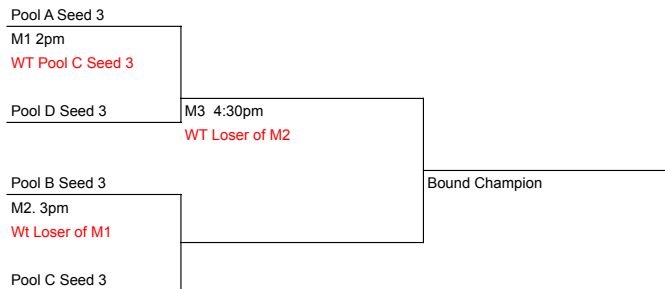 Pool A Seed 3
M1 2pm
WT Pool C Seed 3
Pool D Seed 3
M3  4:30pm
WT Loser of M2
Pool B Seed 3
Bound Champion
M2. 3pm
Wt Loser of M1
Pool C Seed 3